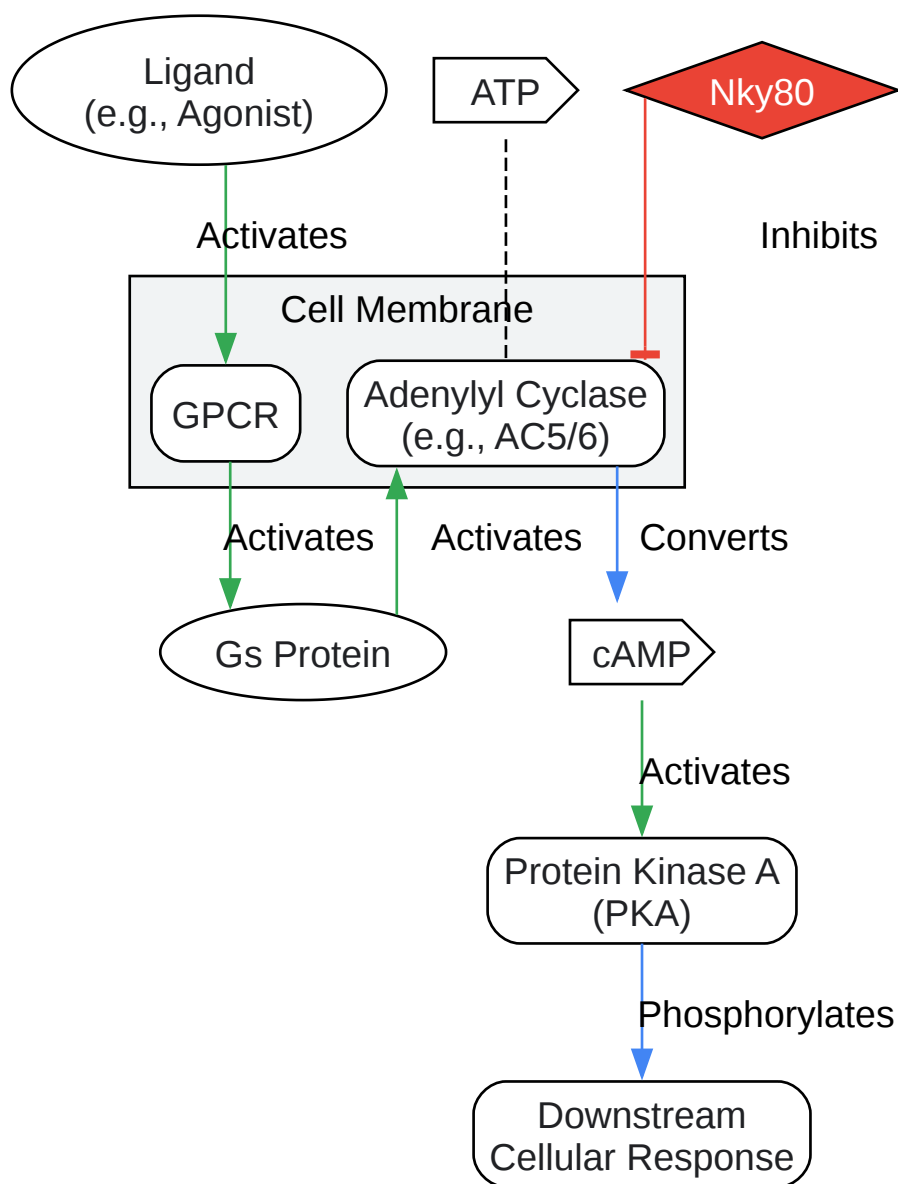 Ligand
(e.g., Agonist)
ATP
Nky80
Activates
Inhibits
Cell Membrane
GPCR
Adenylyl Cyclase
(e.g., AC5/6)
Activates
Activates
Converts
Gs Protein
cAMP
Activates
Protein Kinase A
(PKA)
Phosphorylates
Downstream
Cellular Response